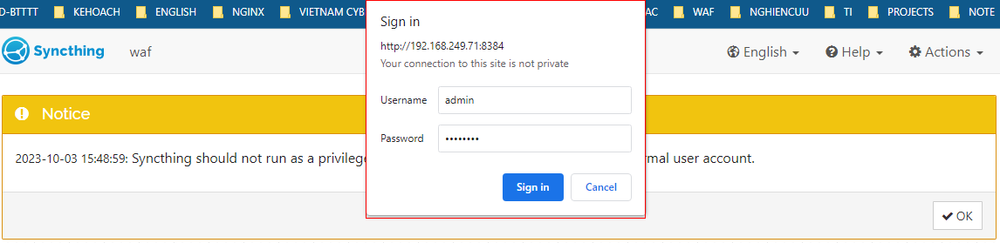 D-BTTTT KEHOACH ENGLISH NGINX VIETNAM CYB AC WAF NGHIENCUU TI PROJECTS NOTE
Sign in
http://192.168.249.71:8384
Your connection to this site is not private
Username admin
Password ••••••••
Sign in Cancel
Syncthing waf English Help Actions
Notice
2023-10-03 15:48:59: Syncthing should not run as a privilege rmal user account.
OK